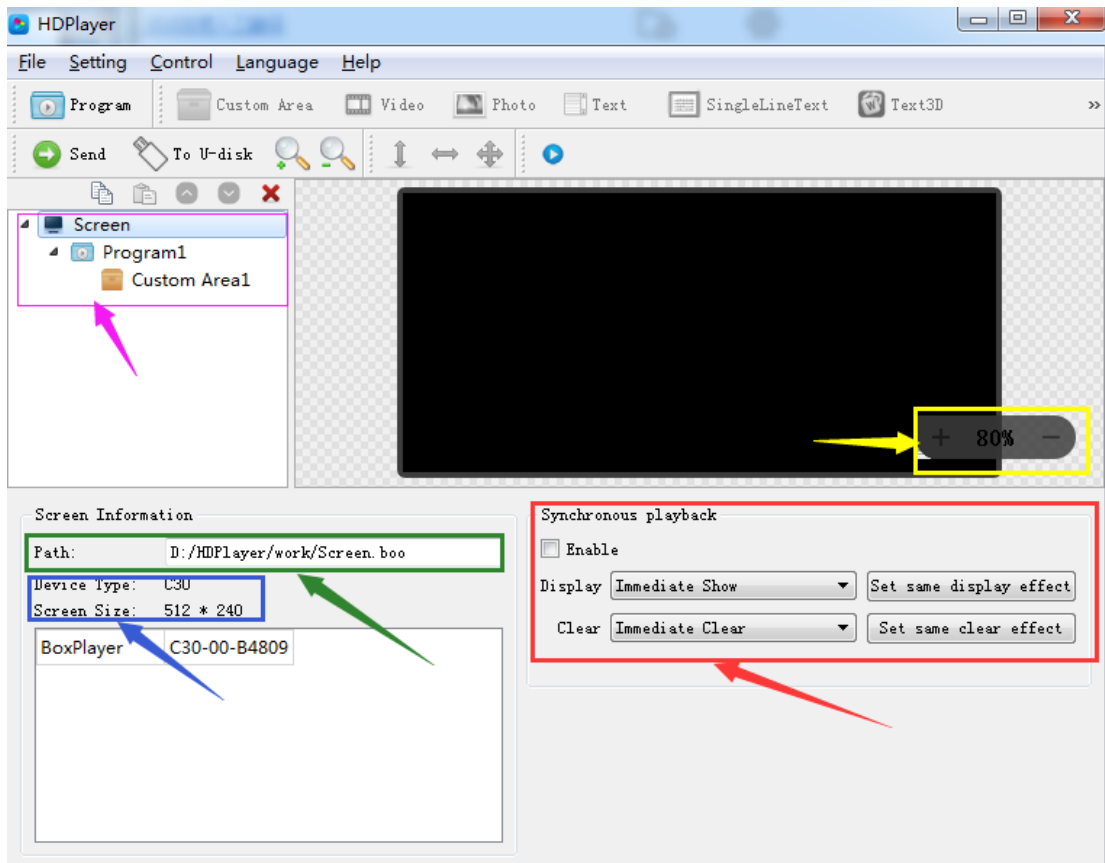 HDPlayer
File Setting Control Language Help
Program Custom Area Video Photo Text SingleLineText Text3D »
Send To U-disk
Screen
Program1
Custom Area1
+ 80% −
Screen Information
Path: D:/HDPlayer/work/Screen.boo
Device Type: C30
Screen Size: 512 * 240
BoxPlayer C30-00-B4809
Synchronous playback
Enable
Display Immediate Show Set same display effect
Clear Immediate Clear Set same clear effect